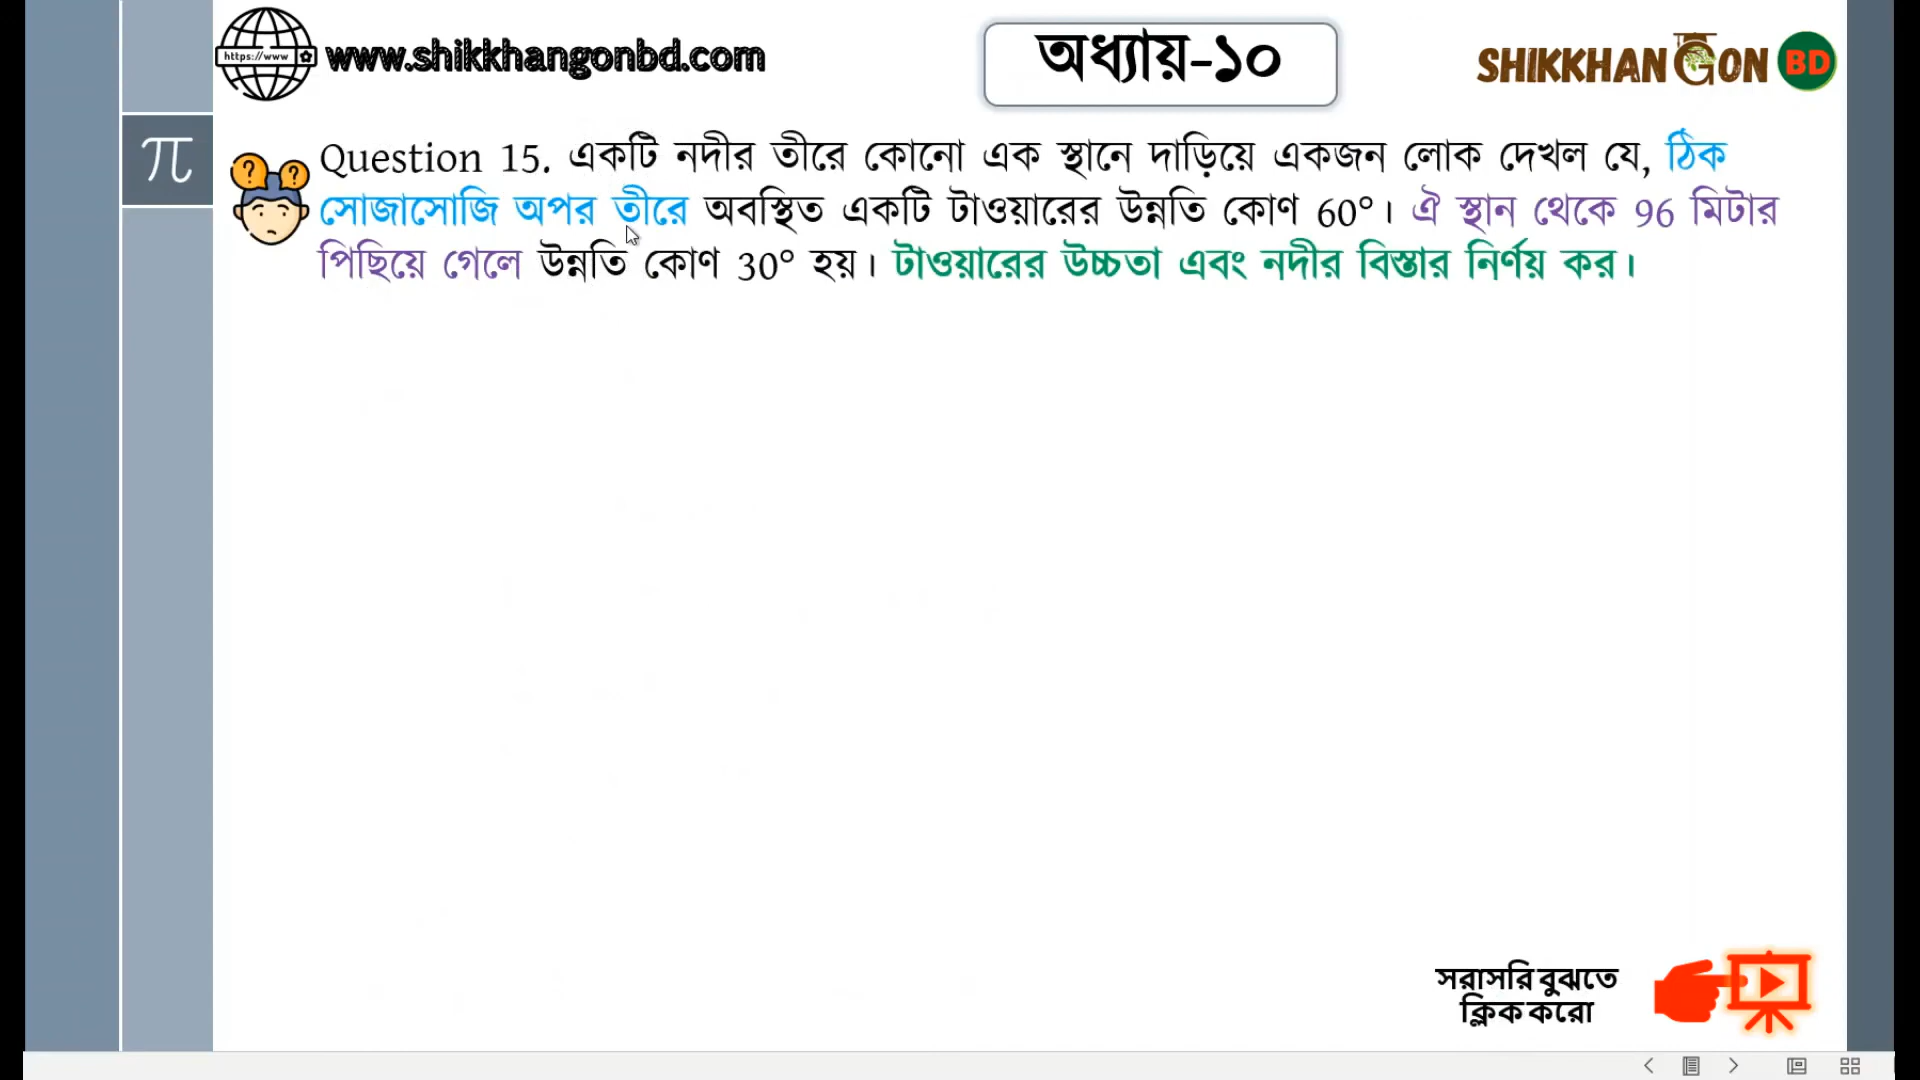 https://www
www.shikkhangonbd.com
অধ্যায়-১০
SHIKKHANGON BD
π
Question 15. একটি নদীর তীরে কোনো এক স্থানে দাড়িয়ে একজন লোক দেখল যে, ঠিক
সোজাসোজি অপর তীরে অবস্থিত একটি টাওয়ারের উন্নতি কোণ 60°। ঐ স্থান থেকে 96 মিটার
পিছিয়ে গেলে উন্নতি কোণ 30° হয়। টাওয়ারের উচ্চতা এবং নদীর বিস্তার নির্ণয় কর।
সরাসরি বুঝতে
ক্লিক করো